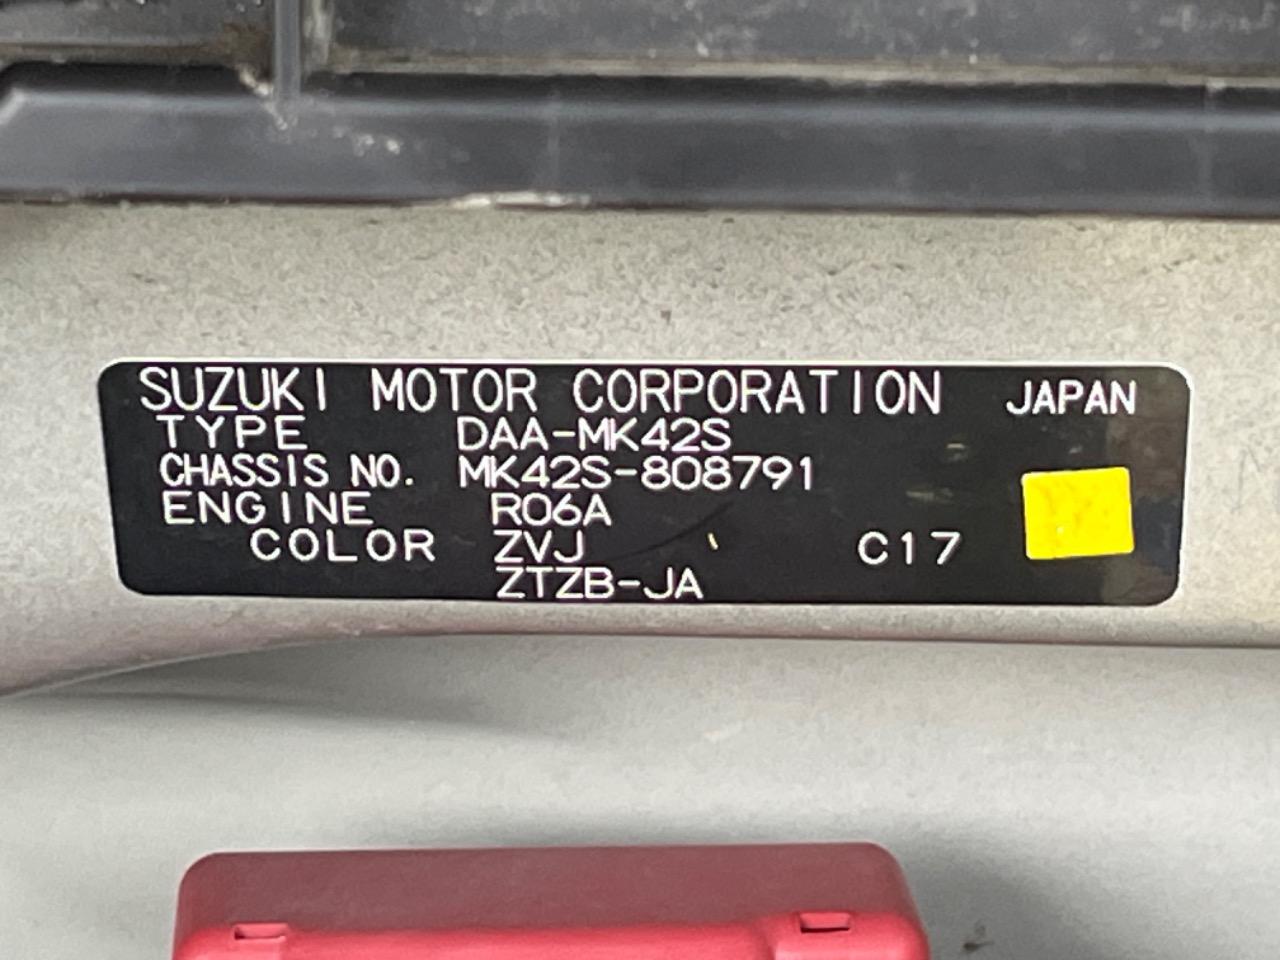 SUZUKI MOTOR CORPORATION JAPAN
TYPE DAA-MK42S
CHASSIS NO. MK42S-808791
ENGINE R06A
COLOR ZVJ C17
ZTZB-JA